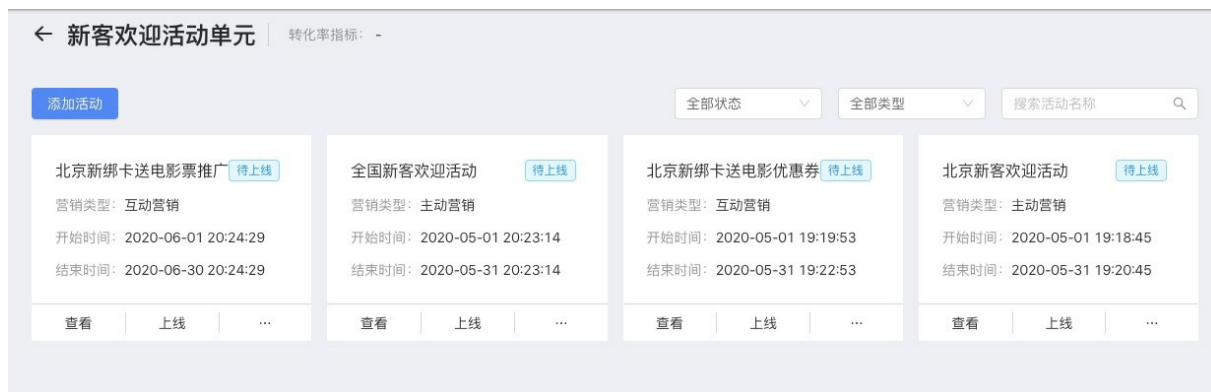 ← 新客欢迎活动单元 转化率指标: -
添加活动 全部状态 全部类型 搜索活动名称
北京新绑卡送电影票推广 待上线 全国新客欢迎活动 待上线 北京新绑卡送电影优惠券 待上线 北京新客欢迎活动 待上线
营销类型: 互动营销 营销类型: 主动营销 营销类型: 互动营销 营销类型: 主动营销
开始时间: 2020-06-01 20:24:29 开始时间: 2020-05-01 20:23:14 开始时间: 2020-05-01 19:19:53 开始时间: 2020-05-01 19:18:45
结束时间: 2020-06-30 20:24:29 结束时间: 2020-05-31 20:23:14 结束时间: 2020-05-31 19:22:53 结束时间: 2020-05-31 19:20:45
查看 上线 ··· 查看 上线 ··· 查看 上线 ··· 查看 上线 ···